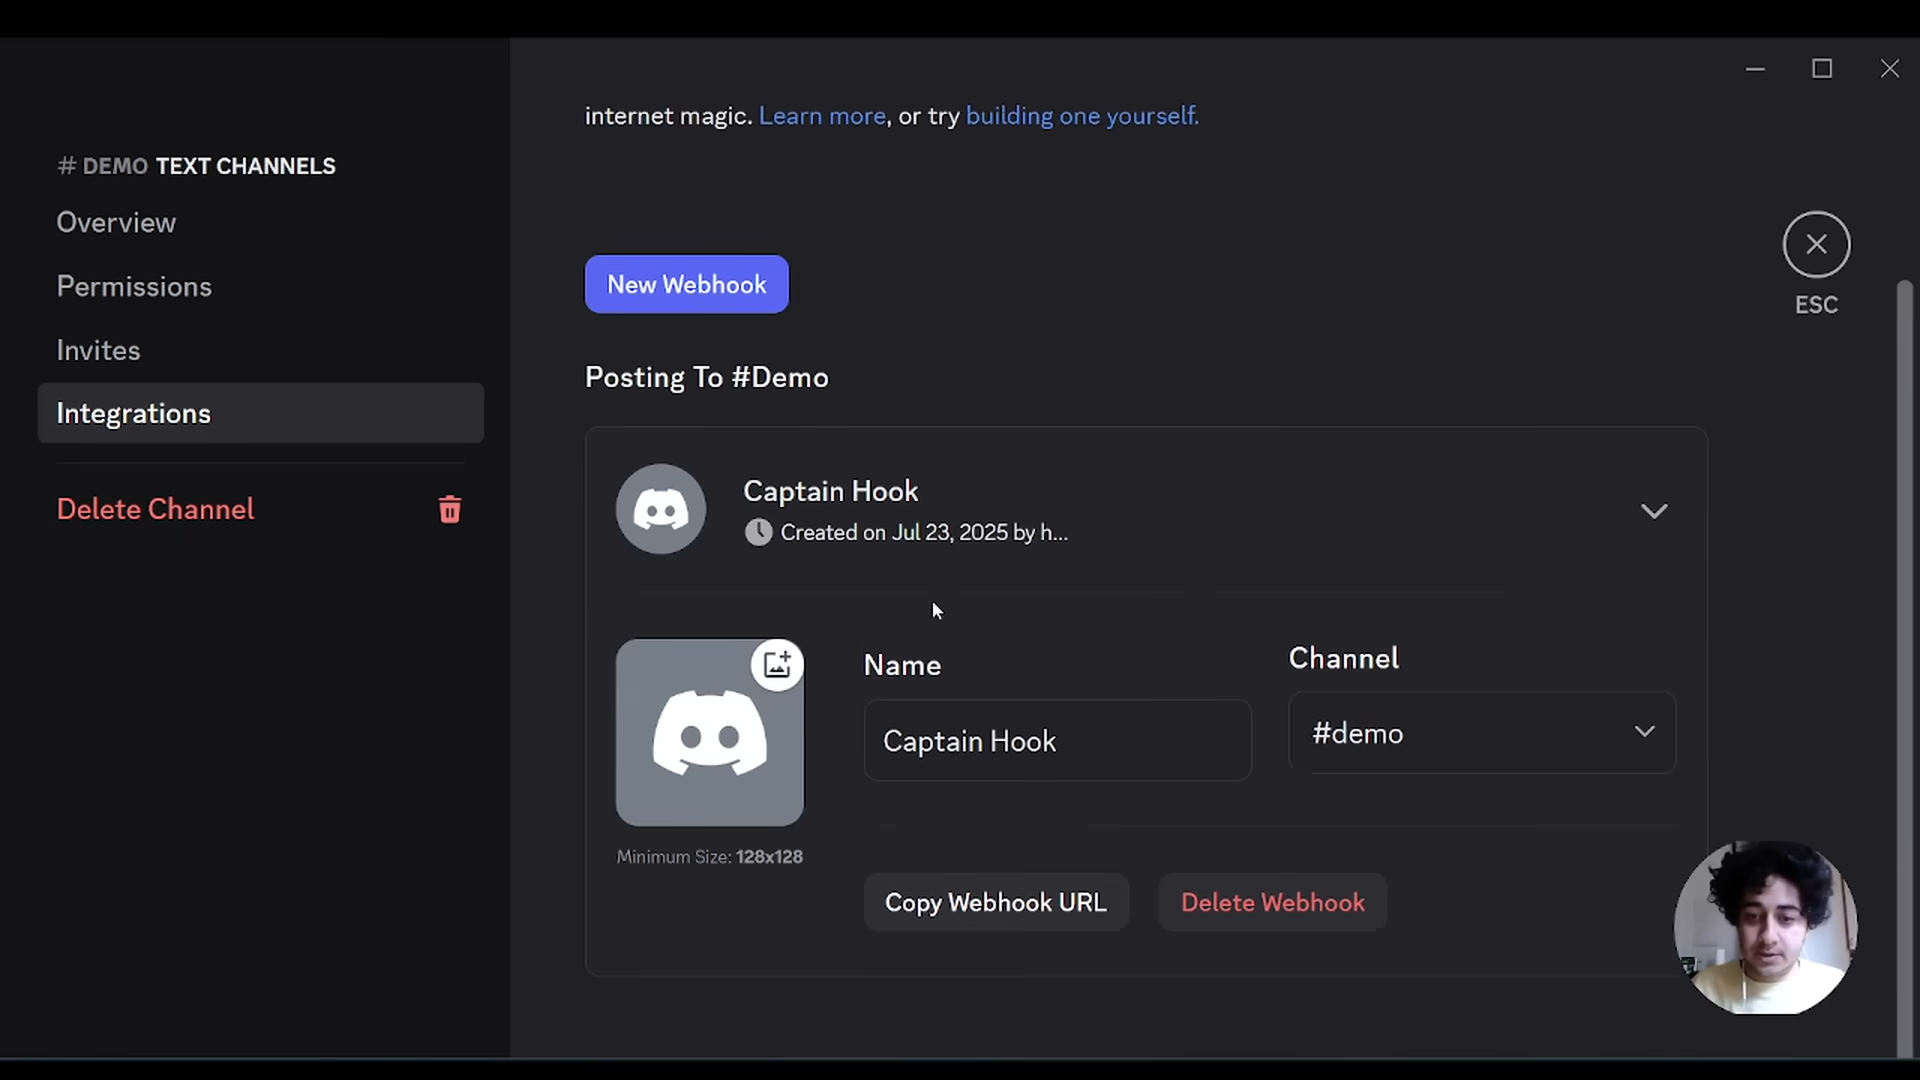 internet magic. Learn more, or try building one yourself.
# DEMO TEXT CHANNELS
Overview
Permissions
Invites
Integrations
Delete Channel
New Webhook
ESC
Posting To #Demo
Captain Hook
Created on Jul 23, 2025 by h...
Name
Channel
Captain Hook
#demo
Minimum Size: 128x128
Copy Webhook URL
Delete Webhook